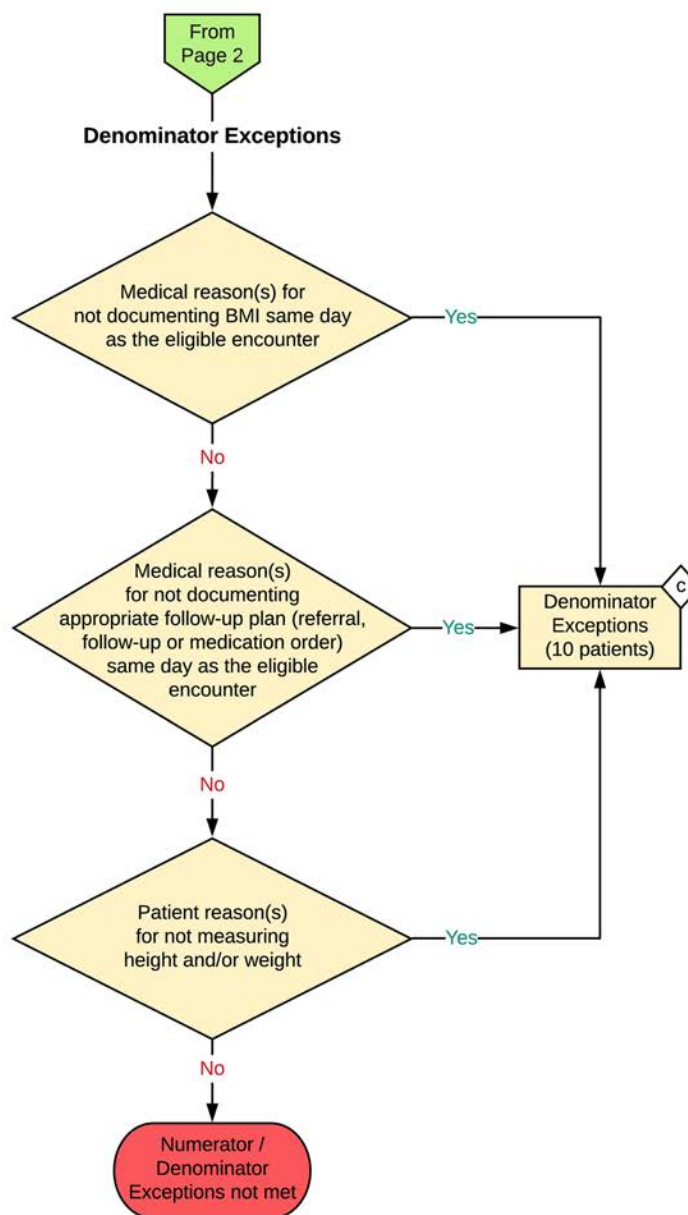 From
Page 2
Denominator Exceptions
Medical reason(s) for
not documenting BMI same day
as the eligible encounter
Yes
No
Medical reason(s)
for not documenting
appropriate follow-up plan (referral,
follow-up or medication order)
same day as the eligible
encounter
Yes
c
Denominator
Exceptions
(10 patients)
No
Patient reason(s)
for not measuring
height and/or weight
Yes
No
Numerator /
Denominator
Exceptions not met